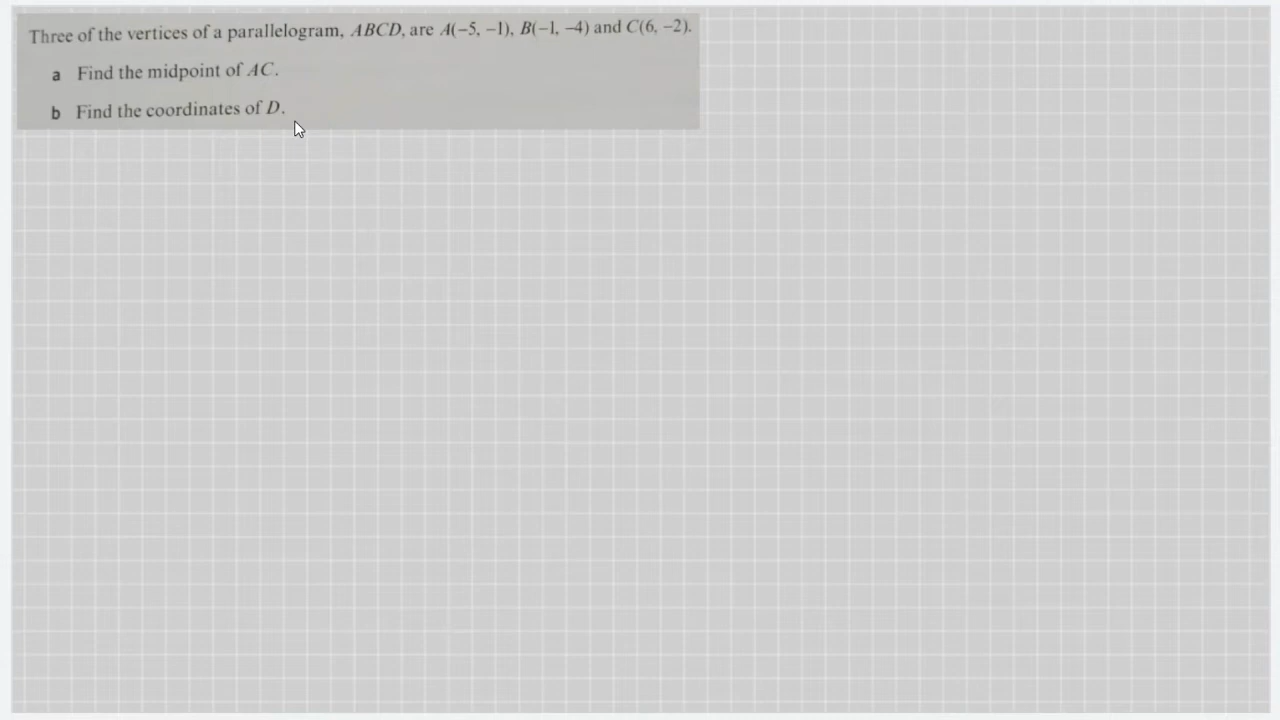 Three of the vertices of a parallelogram, ABCD, are A(−5, −1), B(−1, −4) and C(6, −2).
a Find the midpoint of AC.
b Find the coordinates of D.